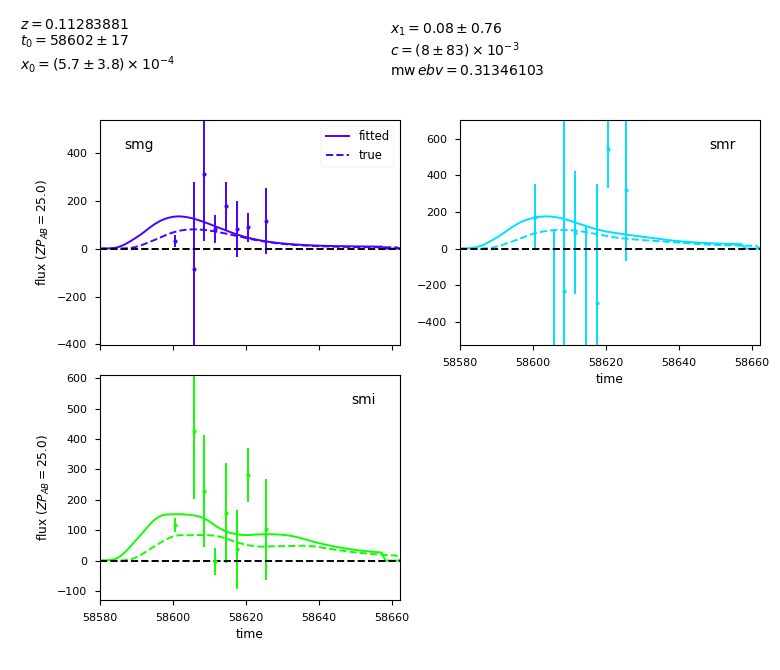 z = 0.11283881
t₀ = 58602 ± 17
x₀ = (5.7 ± 3.8) × 10⁻⁴
x₁ = 0.08 ± 0.76
c = (8 ± 83) × 10⁻³
mw ebv = 0.31346103
smg
fitted
true
400
200
0
−200
−400
flux (ZP_AB = 25.0)
smr
600
400
200
0
−200
−400
58580 58600 58620 58640 58660
time
smi
600
500
400
300
200
100
0
−100
flux (ZP_AB = 25.0)
58580 58600 58620 58640 58660
time